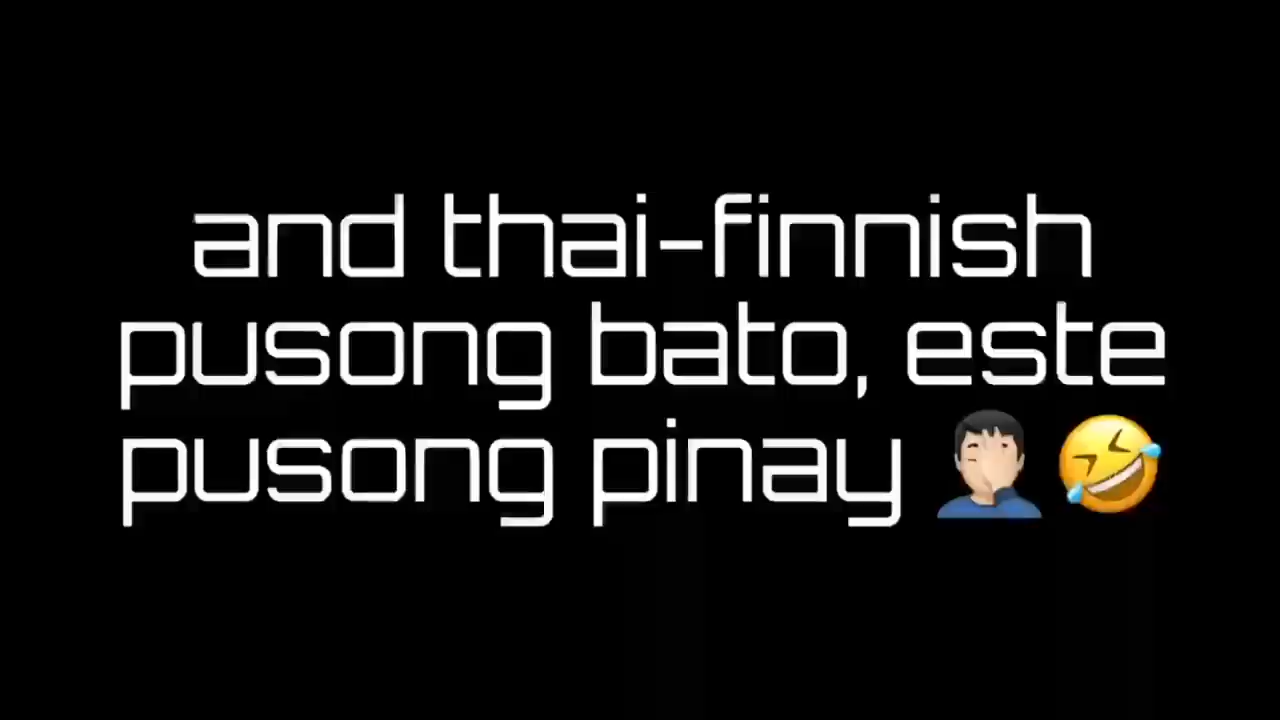 and thai-finnish
pusong bato, este
pusong pinay 🤦🏻‍♂️ 🤣